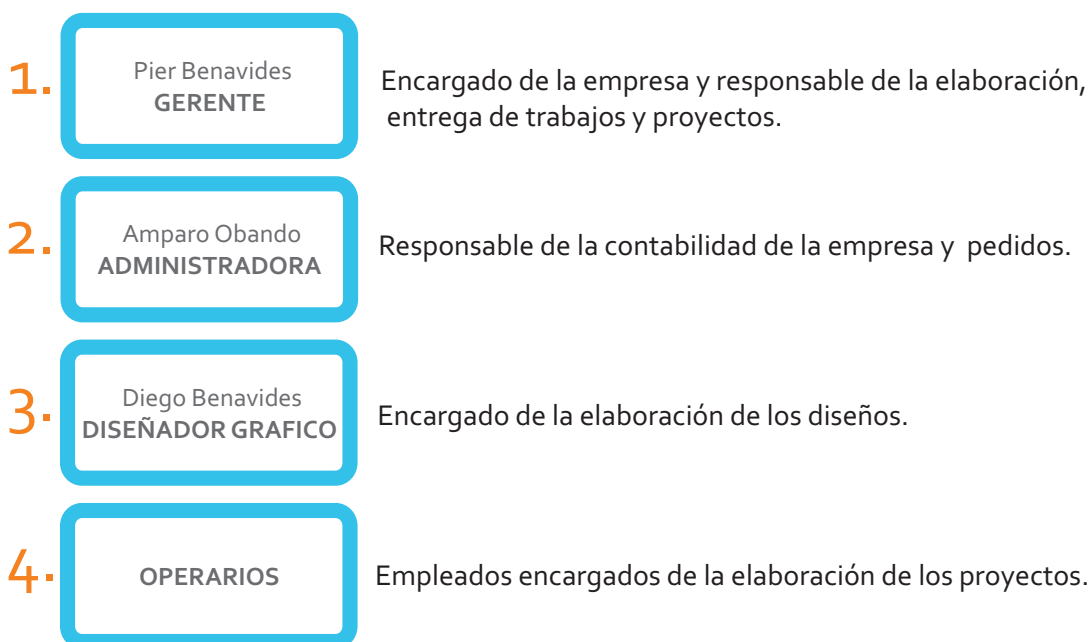 1.
Pier Benavides
GERENTE
Encargado de la empresa y responsable de la elaboración,
entrega de trabajos y proyectos.
2.
Amparo Obando
ADMINISTRADORA
Responsable de la contabilidad de la empresa y  pedidos.
3.
Diego Benavides
DISEÑADOR GRAFICO
Encargado de la elaboración de los diseños.
4.
OPERARIOS
Empleados encargados de la elaboración de los proyectos.